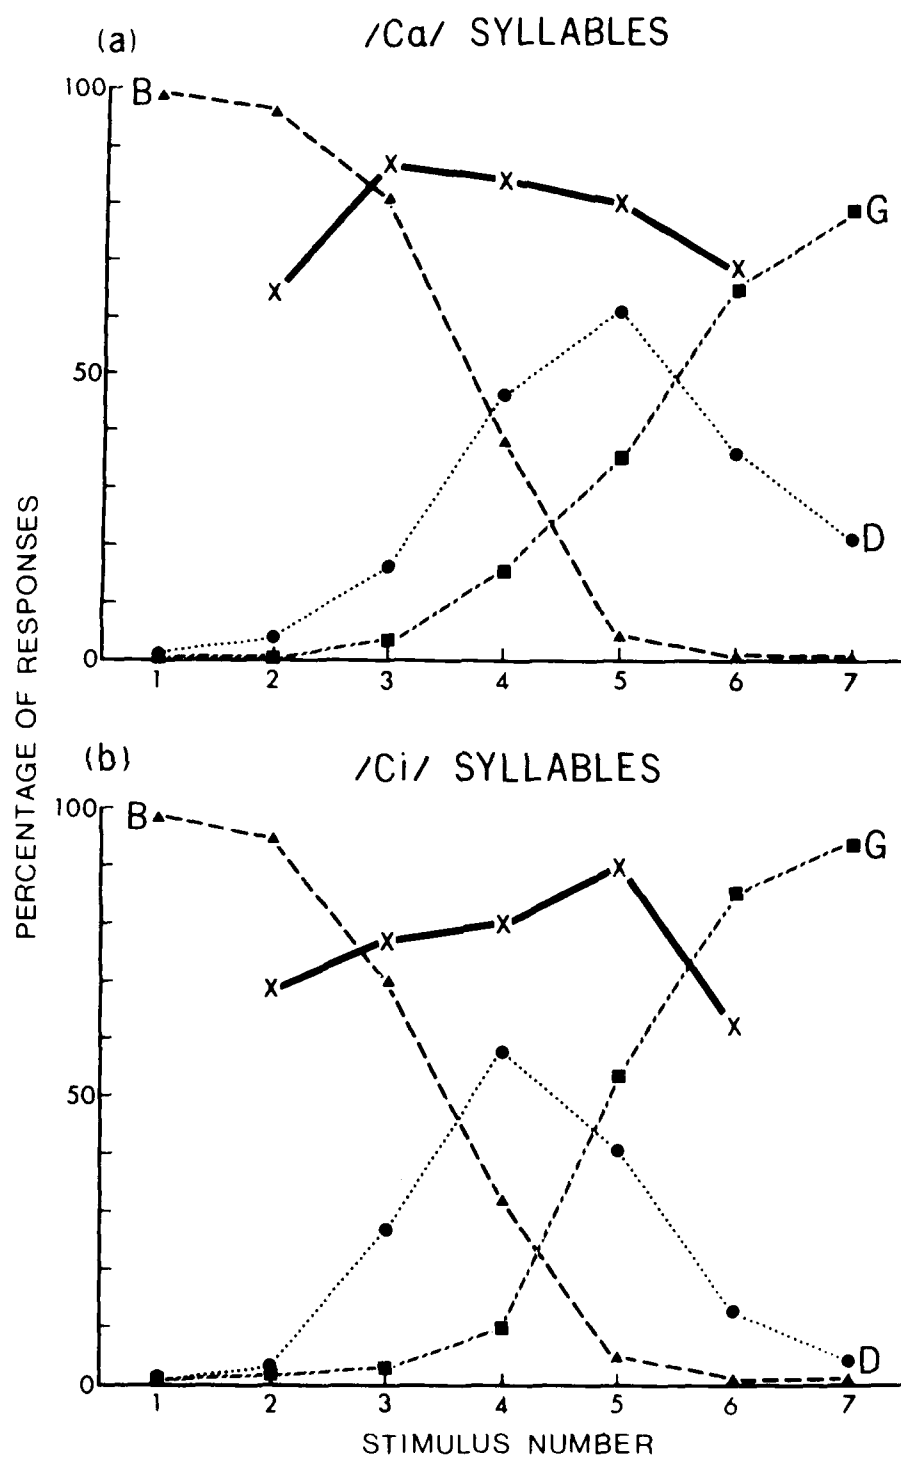 (a) /Ca/ SYLLABLES
100
B
G
50
D
0
1 2 3 4 5 6 7
PERCENTAGE OF RESPONSES
(b) /Ci/ SYLLABLES
100
B
G
50
D
0
1 2 3 4 5 6 7
STIMULUS NUMBER